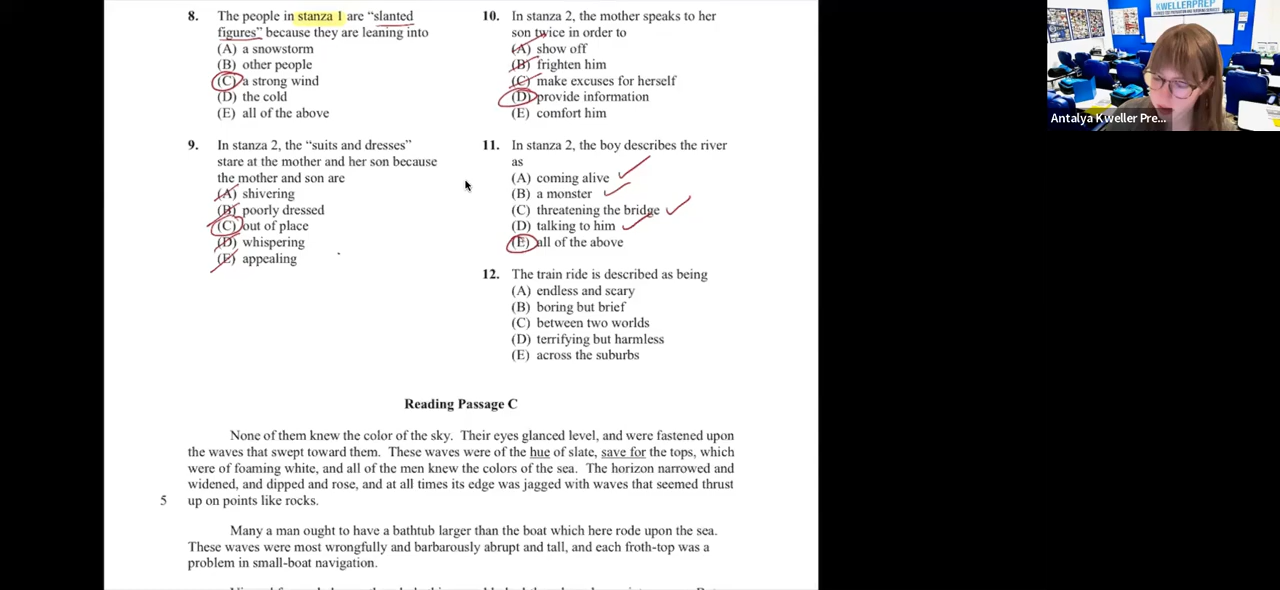 8. The people in stanza 1 are “slanted
figures” because they are leaning into
(A) a snowstorm
(B) other people
(C) a strong wind
(D) the cold
(E) all of the above
9. In stanza 2, the “suits and dresses”
stare at the mother and her son because
the mother and son are
(A) shivering
(B) poorly dressed
(C) out of place
(D) whispering
(E) appealing
10. In stanza 2, the mother speaks to her
son twice in order to
(A) show off
(B) frighten him
(C) make excuses for herself
(D) provide information
(E) comfort him
11. In stanza 2, the boy describes the river
as
(A) coming alive
(B) a monster
(C) threatening the bridge
(D) talking to him
(E) all of the above
12. The train ride is described as being
(A) endless and scary
(B) boring but brief
(C) between two worlds
(D) terrifying but harmless
(E) across the suburbs
Reading Passage C
None of them knew the color of the sky. Their eyes glanced level, and were fastened upon
the waves that swept toward them. These waves were of the hue of slate, save for the tops, which
were of foaming white, and all of the men knew the colors of the sea. The horizon narrowed and
widened, and dipped and rose, and at all times its edge was jagged with waves that seemed thrust
5 up on points like rocks.
Many a man ought to have a bathtub larger than the boat which here rode upon the sea.
These waves were most wrongfully and barbarously abrupt and tall, and each froth-top was a
problem in small-boat navigation.
KWELLERPREP
Antalya Kweller Pre...